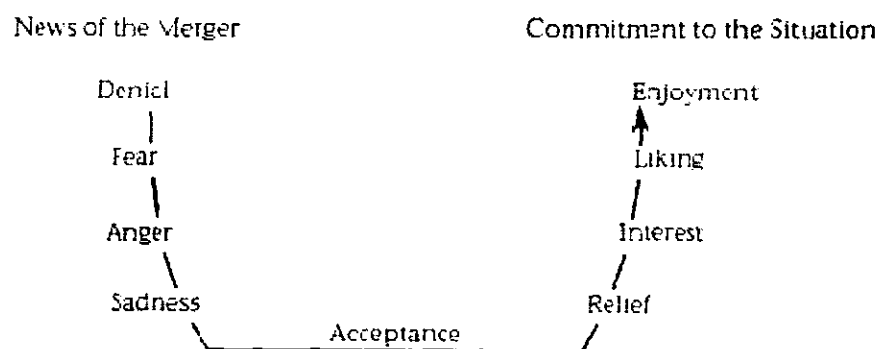 News of the Merger
Commitment to the Situation
Denial
Enjoyment
Fear
Liking
Anger
Interest
Sadness
Relief
Acceptance